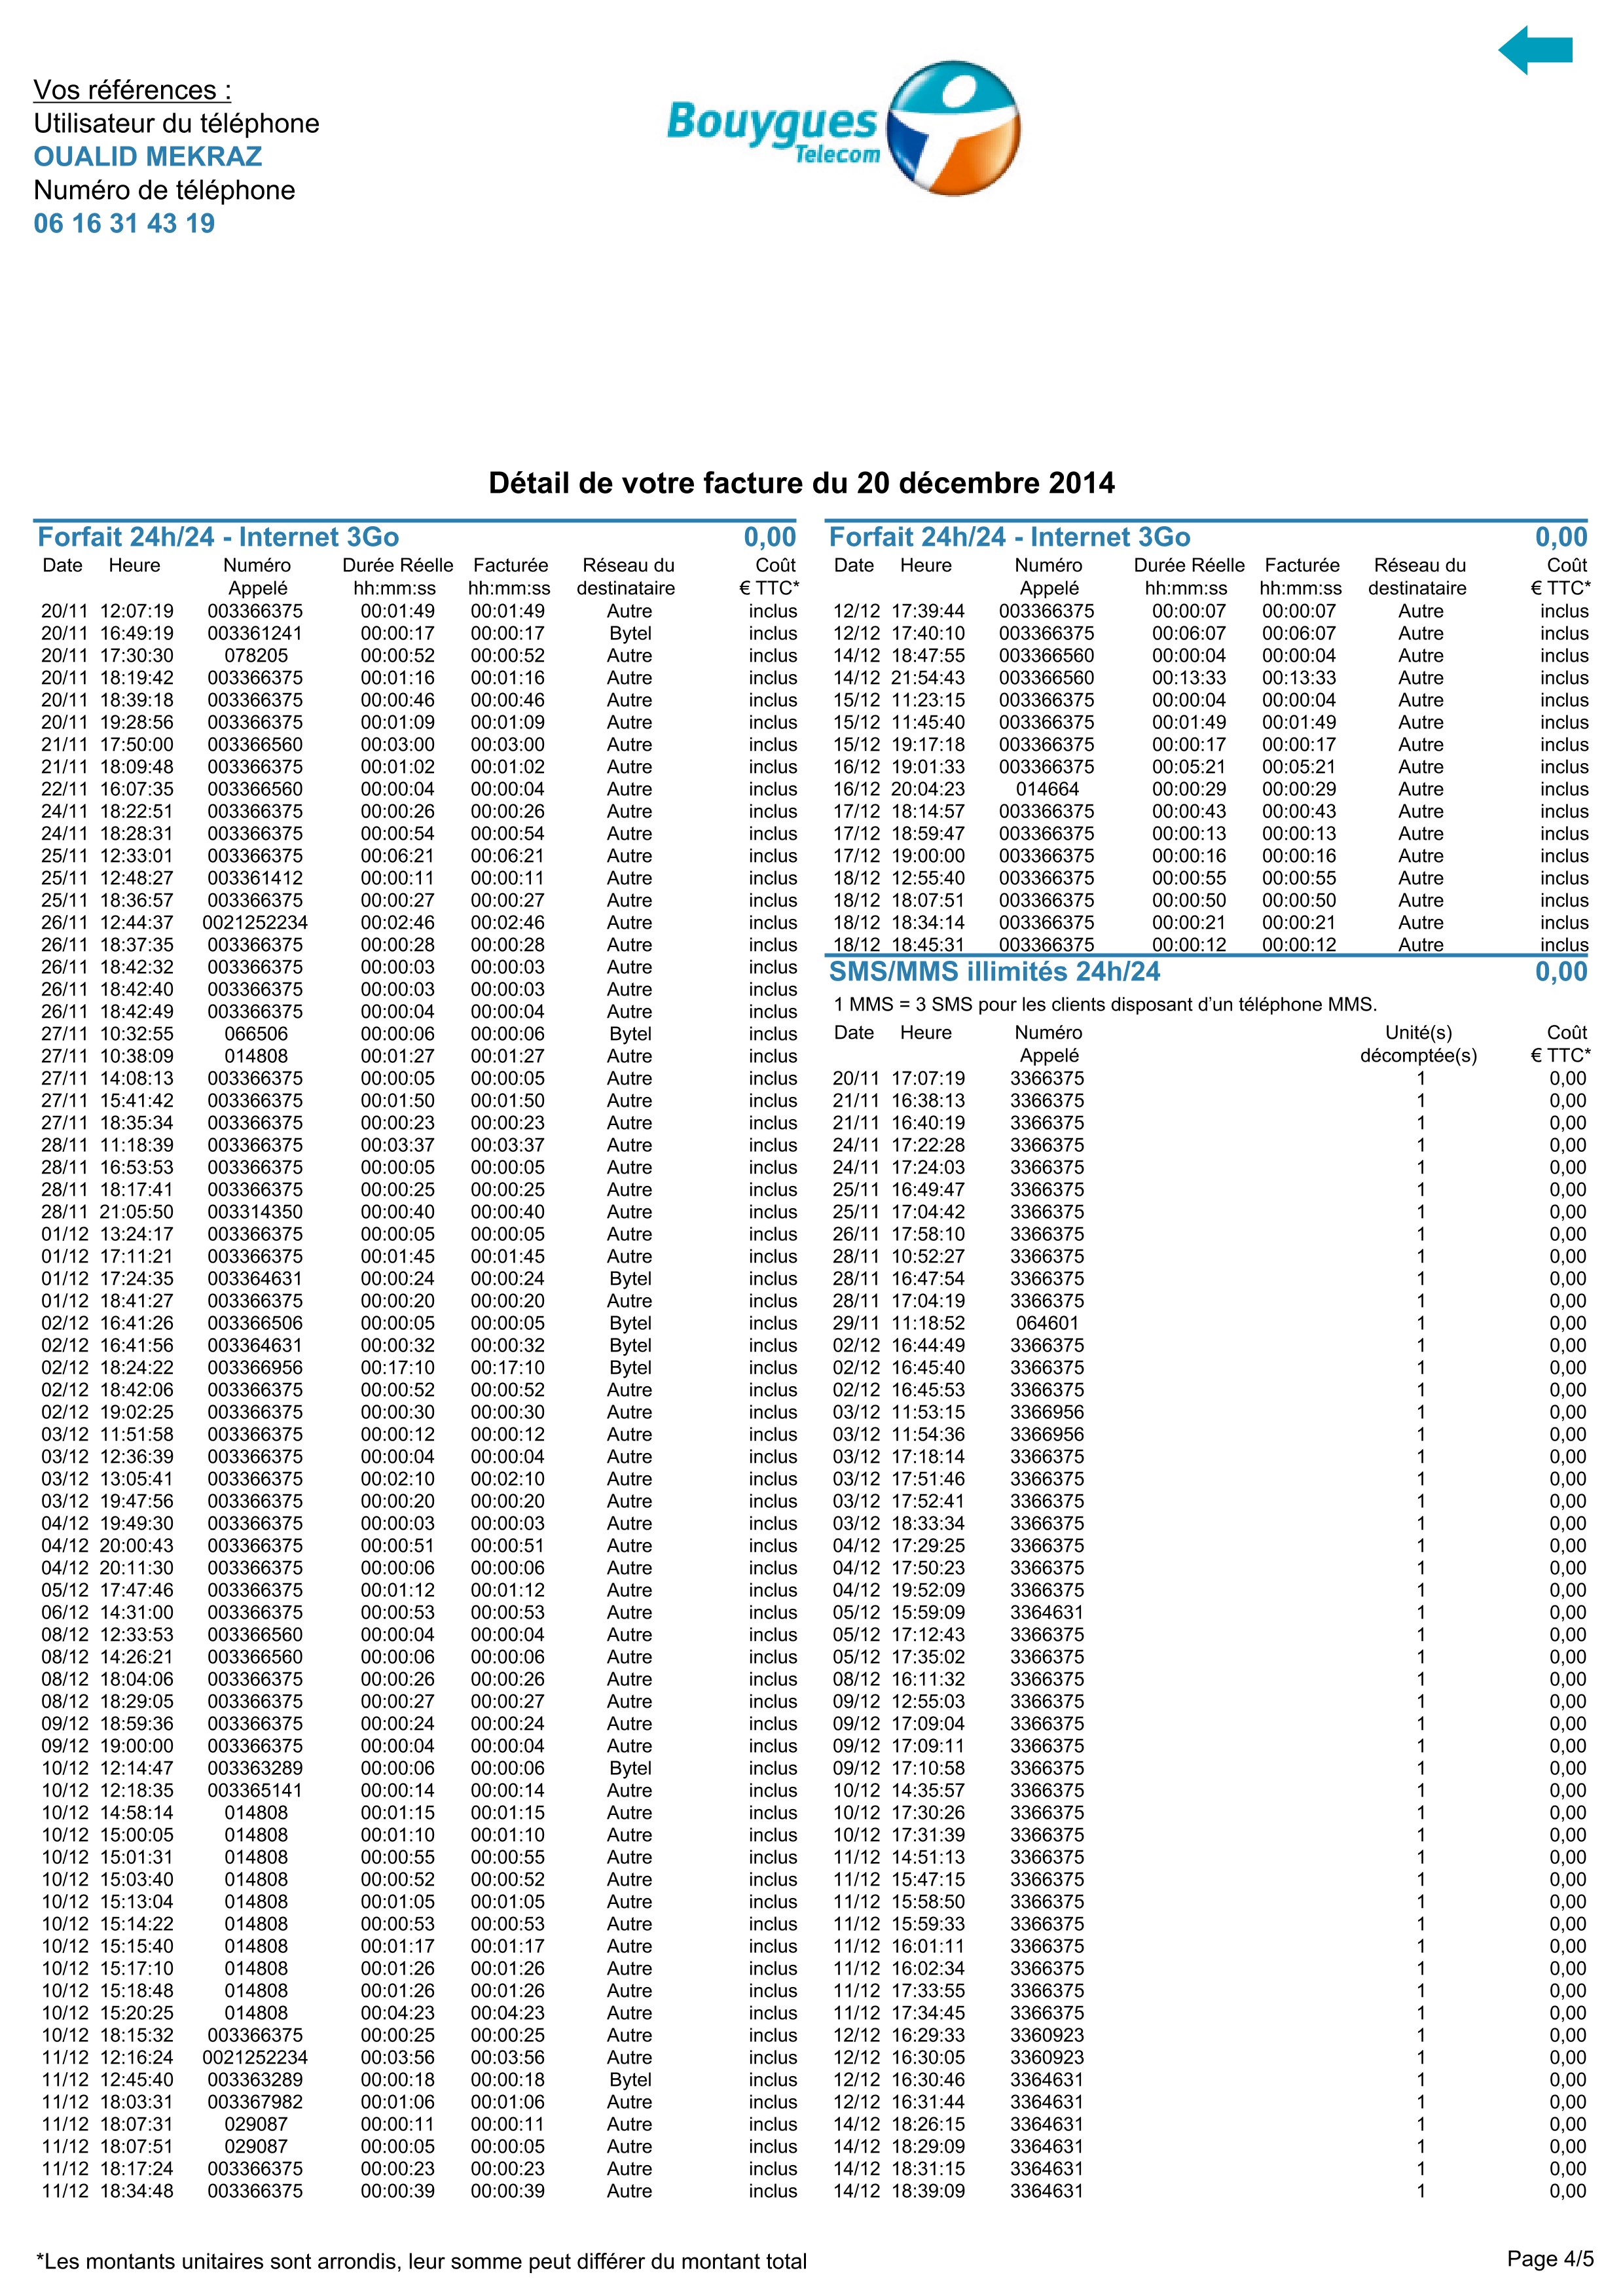 Vos références :
Utilisateur du téléphone
OUALID MEKRAZ
Numéro de téléphone
06 16 31 43 19
Bouygues
Telecom
Détail de votre facture du 20 décembre 2014
Forfait 24h/24 - Internet 3Go 0,00
Date Heure Numéro Durée Réelle Facturée Réseau du Coût
Appelé hh:mm:ss hh:mm:ss destinataire € TTC*
20/11 12:07:19 003366375 00:01:49 00:01:49 Autre inclus
20/11 16:49:19 003361241 00:00:17 00:00:17 Bytel inclus
20/11 17:30:30 078205 00:00:52 00:00:52 Autre inclus
20/11 18:19:42 003366375 00:01:16 00:01:16 Autre inclus
20/11 18:39:18 003366375 00:00:46 00:00:46 Autre inclus
20/11 19:28:56 003366375 00:01:09 00:01:09 Autre inclus
21/11 17:50:00 003366560 00:03:00 00:03:00 Autre inclus
21/11 18:09:48 003366375 00:01:02 00:01:02 Autre inclus
22/11 16:07:35 003366560 00:00:04 00:00:04 Autre inclus
24/11 18:22:51 003366375 00:00:26 00:00:26 Autre inclus
24/11 18:28:31 003366375 00:00:54 00:00:54 Autre inclus
25/11 12:33:01 003366375 00:06:21 00:06:21 Autre inclus
25/11 12:48:27 003361412 00:00:11 00:00:11 Autre inclus
25/11 18:36:57 003366375 00:00:27 00:00:27 Autre inclus
26/11 12:44:37 0021252234 00:02:46 00:02:46 Autre inclus
26/11 18:37:35 003366375 00:00:28 00:00:28 Autre inclus
26/11 18:42:32 003366375 00:00:03 00:00:03 Autre inclus
26/11 18:42:40 003366375 00:00:03 00:00:03 Autre inclus
26/11 18:42:49 003366375 00:00:04 00:00:04 Autre inclus
27/11 10:32:55 066506 00:00:06 00:00:06 Bytel inclus
27/11 10:38:09 014808 00:01:27 00:01:27 Autre inclus
27/11 14:08:13 003366375 00:00:05 00:00:05 Autre inclus
27/11 15:41:42 003366375 00:01:50 00:01:50 Autre inclus
27/11 18:35:34 003366375 00:00:23 00:00:23 Autre inclus
28/11 11:18:39 003366375 00:03:37 00:03:37 Autre inclus
28/11 16:53:53 003366375 00:00:05 00:00:05 Autre inclus
28/11 18:17:41 003366375 00:00:25 00:00:25 Autre inclus
28/11 21:05:50 003314350 00:00:40 00:00:40 Autre inclus
01/12 13:24:17 003366375 00:00:05 00:00:05 Autre inclus
01/12 17:11:21 003366375 00:01:45 00:01:45 Autre inclus
01/12 17:24:35 003364631 00:00:24 00:00:24 Bytel inclus
01/12 18:41:27 003366375 00:00:20 00:00:20 Autre inclus
02/12 16:41:26 003366506 00:00:05 00:00:05 Bytel inclus
02/12 16:41:56 003364631 00:00:32 00:00:32 Bytel inclus
02/12 18:24:22 003366956 00:17:10 00:17:10 Bytel inclus
02/12 18:42:06 003366375 00:00:52 00:00:52 Autre inclus
02/12 19:02:25 003366375 00:00:30 00:00:30 Autre inclus
03/12 11:51:58 003366375 00:00:12 00:00:12 Autre inclus
03/12 12:36:39 003366375 00:00:04 00:00:04 Autre inclus
03/12 13:05:41 003366375 00:02:10 00:02:10 Autre inclus
03/12 19:47:56 003366375 00:00:20 00:00:20 Autre inclus
04/12 19:49:30 003366375 00:00:03 00:00:03 Autre inclus
04/12 20:00:43 003366375 00:00:51 00:00:51 Autre inclus
04/12 20:11:30 003366375 00:00:06 00:00:06 Autre inclus
05/12 17:47:46 003366375 00:01:12 00:01:12 Autre inclus
06/12 14:31:00 003366375 00:00:53 00:00:53 Autre inclus
08/12 12:33:53 003366560 00:00:04 00:00:04 Autre inclus
08/12 14:26:21 003366560 00:00:06 00:00:06 Autre inclus
08/12 18:04:06 003366375 00:00:26 00:00:26 Autre inclus
08/12 18:29:05 003366375 00:00:27 00:00:27 Autre inclus
09/12 18:59:36 003366375 00:00:24 00:00:24 Autre inclus
09/12 19:00:00 003366375 00:00:04 00:00:04 Autre inclus
10/12 12:14:47 003363289 00:00:06 00:00:06 Bytel inclus
10/12 12:18:35 003365141 00:00:14 00:00:14 Autre inclus
10/12 14:58:14 014808 00:01:15 00:01:15 Autre inclus
10/12 15:00:05 014808 00:01:10 00:01:10 Autre inclus
10/12 15:01:31 014808 00:00:55 00:00:55 Autre inclus
10/12 15:03:40 014808 00:00:52 00:00:52 Autre inclus
10/12 15:13:04 014808 00:01:05 00:01:05 Autre inclus
10/12 15:14:22 014808 00:00:53 00:00:53 Autre inclus
10/12 15:15:40 014808 00:01:17 00:01:17 Autre inclus
10/12 15:17:10 014808 00:01:26 00:01:26 Autre inclus
10/12 15:18:48 014808 00:01:26 00:01:26 Autre inclus
10/12 15:20:25 014808 00:04:23 00:04:23 Autre inclus
10/12 18:15:32 003366375 00:00:25 00:00:25 Autre inclus
11/12 12:16:24 0021252234 00:03:56 00:03:56 Autre inclus
11/12 12:45:40 003363289 00:00:18 00:00:18 Bytel inclus
11/12 18:03:31 003367982 00:01:06 00:01:06 Autre inclus
11/12 18:07:31 029087 00:00:11 00:00:11 Autre inclus
11/12 18:07:51 029087 00:00:05 00:00:05 Autre inclus
11/12 18:17:24 003366375 00:00:23 00:00:23 Autre inclus
11/12 18:34:48 003366375 00:00:39 00:00:39 Autre inclus
Forfait 24h/24 - Internet 3Go 0,00
Date Heure Numéro Durée Réelle Facturée Réseau du Coût
Appelé hh:mm:ss hh:mm:ss destinataire € TTC*
12/12 17:39:44 003366375 00:00:07 00:00:07 Autre inclus
12/12 17:40:10 003366375 00:06:07 00:06:07 Autre inclus
14/12 18:47:55 003366560 00:00:04 00:00:04 Autre inclus
14/12 21:54:43 003366560 00:13:33 00:13:33 Autre inclus
15/12 11:23:15 003366375 00:00:04 00:00:04 Autre inclus
15/12 11:45:40 003366375 00:01:49 00:01:49 Autre inclus
15/12 19:17:18 003366375 00:00:17 00:00:17 Autre inclus
16/12 19:01:33 003366375 00:05:21 00:05:21 Autre inclus
16/12 20:04:23 014664 00:00:29 00:00:29 Autre inclus
17/12 18:14:57 003366375 00:00:43 00:00:43 Autre inclus
17/12 18:59:47 003366375 00:00:13 00:00:13 Autre inclus
17/12 19:00:00 003366375 00:00:16 00:00:16 Autre inclus
18/12 12:55:40 003366375 00:00:55 00:00:55 Autre inclus
18/12 18:07:51 003366375 00:00:50 00:00:50 Autre inclus
18/12 18:34:14 003366375 00:00:21 00:00:21 Autre inclus
18/12 18:45:31 003366375 00:00:12 00:00:12 Autre inclus
SMS/MMS illimités 24h/24 0,00
1 MMS = 3 SMS pour les clients disposant d'un téléphone MMS.
Date Heure Numéro Unité(s) Coût
Appelé décomptée(s) € TTC*
20/11 17:07:19 3366375 1 0,00
21/11 16:38:13 3366375 1 0,00
21/11 16:40:19 3366375 1 0,00
24/11 17:22:28 3366375 1 0,00
24/11 17:24:03 3366375 1 0,00
25/11 16:49:47 3366375 1 0,00
25/11 17:04:42 3366375 1 0,00
26/11 17:58:10 3366375 1 0,00
28/11 10:52:27 3366375 1 0,00
28/11 16:47:54 3366375 1 0,00
28/11 17:04:19 3366375 1 0,00
29/11 11:18:52 064601 1 0,00
02/12 16:44:49 3366375 1 0,00
02/12 16:45:40 3366375 1 0,00
02/12 16:45:53 3366375 1 0,00
03/12 11:53:15 3366956 1 0,00
03/12 11:54:36 3366956 1 0,00
03/12 17:18:14 3366375 1 0,00
03/12 17:51:46 3366375 1 0,00
03/12 17:52:41 3366375 1 0,00
03/12 18:33:34 3366375 1 0,00
04/12 17:29:25 3366375 1 0,00
04/12 17:50:23 3366375 1 0,00
04/12 19:52:09 3366375 1 0,00
05/12 15:59:09 3364631 1 0,00
05/12 17:12:43 3366375 1 0,00
05/12 17:35:02 3366375 1 0,00
08/12 16:11:32 3366375 1 0,00
09/12 12:55:03 3366375 1 0,00
09/12 17:09:04 3366375 1 0,00
09/12 17:09:11 3366375 1 0,00
09/12 17:10:58 3366375 1 0,00
10/12 14:35:57 3366375 1 0,00
10/12 17:30:26 3366375 1 0,00
10/12 17:31:39 3366375 1 0,00
11/12 14:51:13 3366375 1 0,00
11/12 15:47:15 3366375 1 0,00
11/12 15:58:50 3366375 1 0,00
11/12 15:59:33 3366375 1 0,00
11/12 16:01:11 3366375 1 0,00
11/12 16:02:34 3366375 1 0,00
11/12 17:33:55 3366375 1 0,00
11/12 17:34:45 3366375 1 0,00
12/12 16:29:33 3360923 1 0,00
12/12 16:30:05 3360923 1 0,00
12/12 16:30:46 3364631 1 0,00
12/12 16:31:44 3364631 1 0,00
14/12 18:26:15 3364631 1 0,00
14/12 18:29:09 3364631 1 0,00
14/12 18:31:15 3364631 1 0,00
14/12 18:39:09 3364631 1 0,00
*Les montants unitaires sont arrondis, leur somme peut différer du montant total
Page 4/5